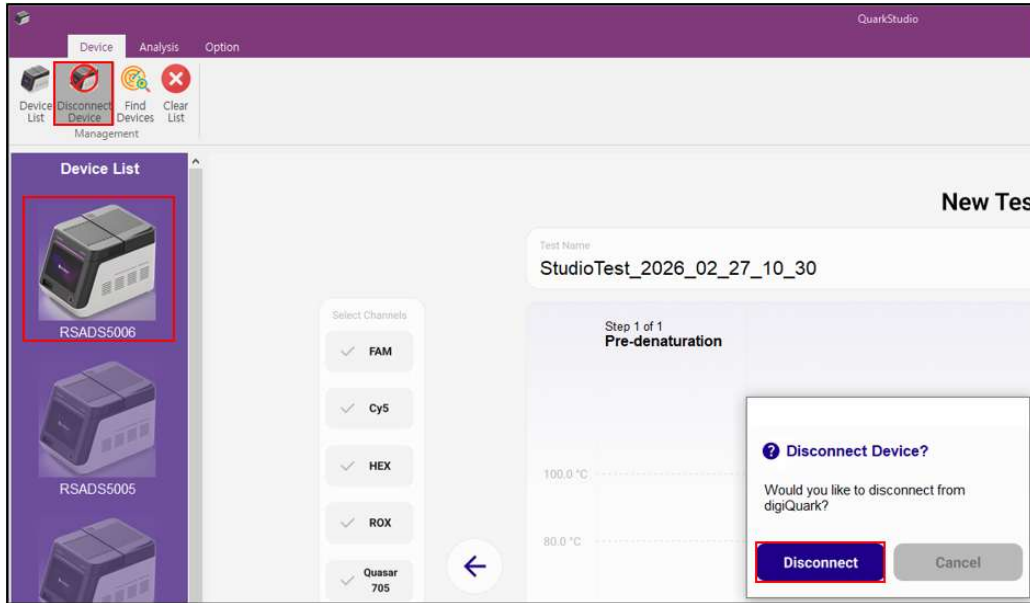 QuarkStudio
Device Analysis Option
Device List
Disconnect Device
Find Devices
Clear List
Management
Device List
RSADS5006
RSADS5005
New Tes
Test Name
StudioTest_2026_02_27_10_30
Select Channels
FAM
Cy5
HEX
ROX
Quasar
705
Step 1 of 1
Pre-denaturation
100.0 °C
80.0 °C
Disconnect Device?
Would you like to disconnect from
digiQuark?
Disconnect Cancel